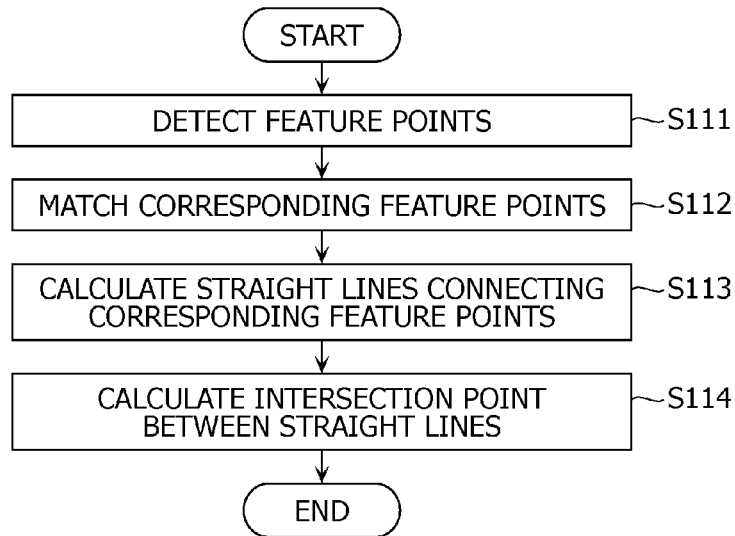 START
DETECT FEATURE POINTS
S111
MATCH CORRESPONDING FEATURE POINTS
S112
CALCULATE STRAIGHT LINES CONNECTING
CORRESPONDING FEATURE POINTS
S113
CALCULATE INTERSECTION POINT
BETWEEN STRAIGHT LINES
S114
END